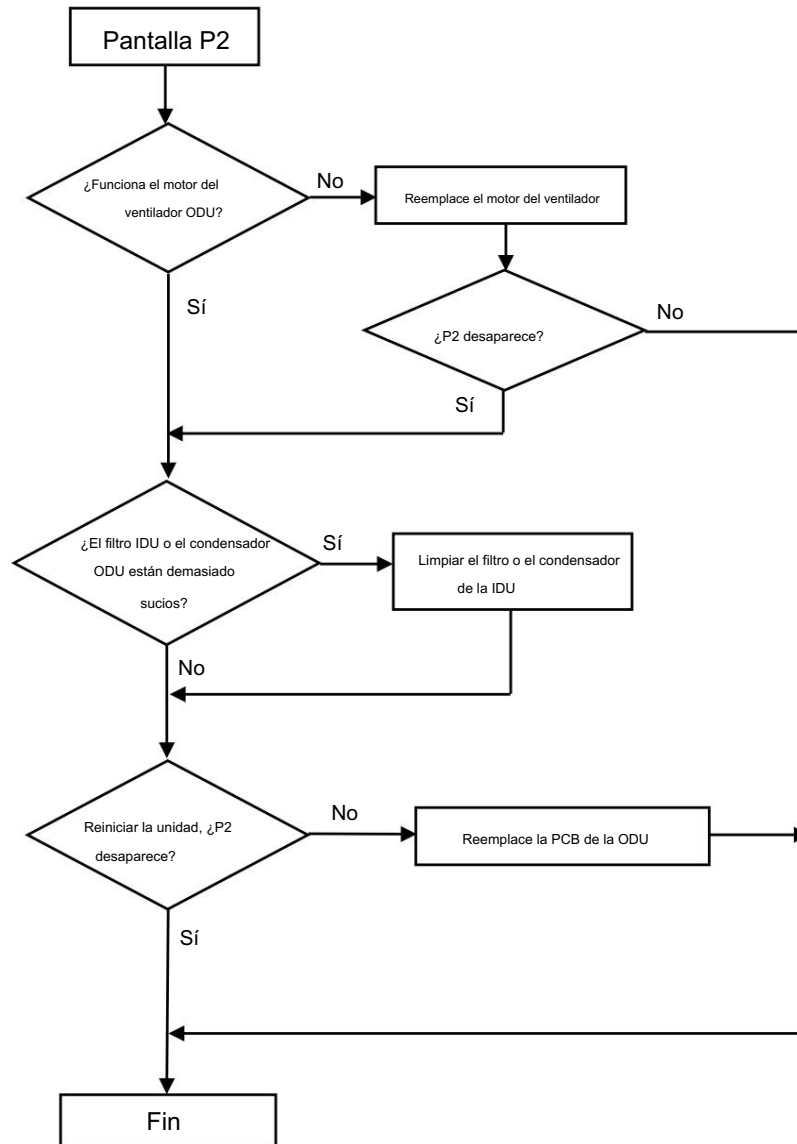 Pantalla P2
¿Funciona el motor del
ventilador ODU?
No
Reemplace el motor del ventilador
Sí
¿P2 desaparece?
No
Sí
¿El filtro IDU o el condensador
ODU están demasiado
sucios?
Sí
Limpiar el filtro o el condensador
de la IDU
No
Reiniciar la unidad, ¿P2
desaparece?
No
Reemplace la PCB de la ODU
Sí
Fin